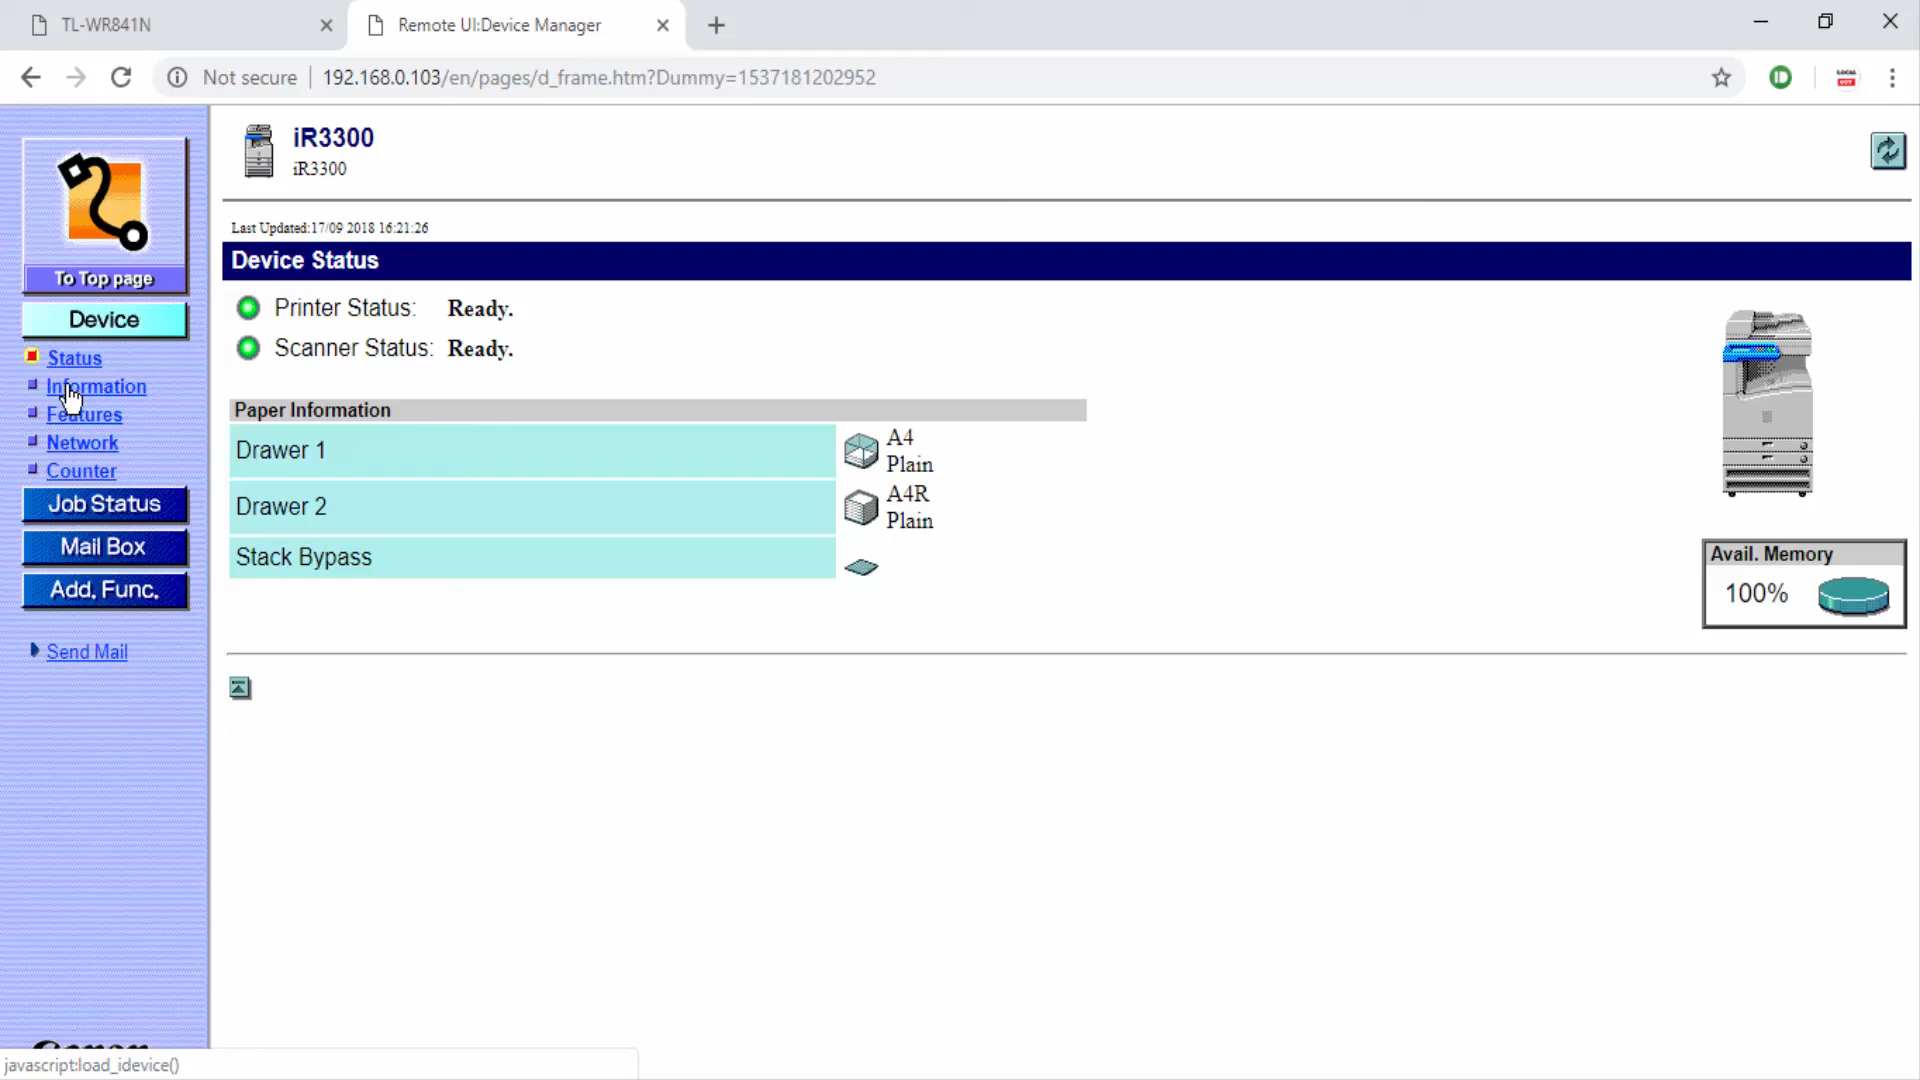 TL-WR841N
Remote UI:Device Manager
Not secure
192.168.0.103/en/pages/d_frame.htm?Dummy=1537181202952
To Top page
Device
Status
Information
Features
Network
Counter
Job Status
Mail Box
Add. Func.
Send Mail
iR3300
iR3300
Last Updated:17/09 2018 16:21:26
Device Status
Printer Status: Ready.
Scanner Status: Ready.
Paper Information
Drawer 1
A4
Plain
Drawer 2
A4R
Plain
Stack Bypass
Avail. Memory
100%
javascript:load_idevice()